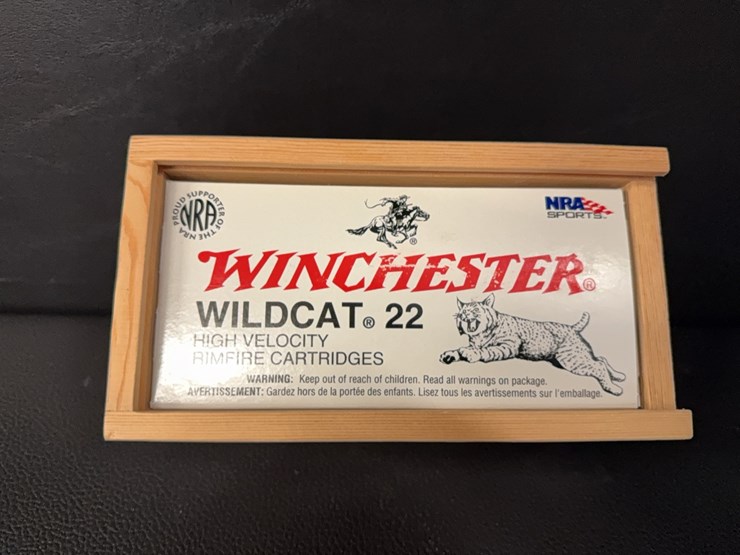 PROUD SUPPORTER OF THE NRA
NRA
NRA
SPORTS
®
WINCHESTER®
WILDCAT® 22
HIGH VELOCITY
RIMFIRE CARTRIDGES
WARNING: Keep out of reach of children. Read all warnings on package.
AVERTISSEMENT: Gardez hors de la portée des enfants. Lisez tous les avertissements sur l'emballage.